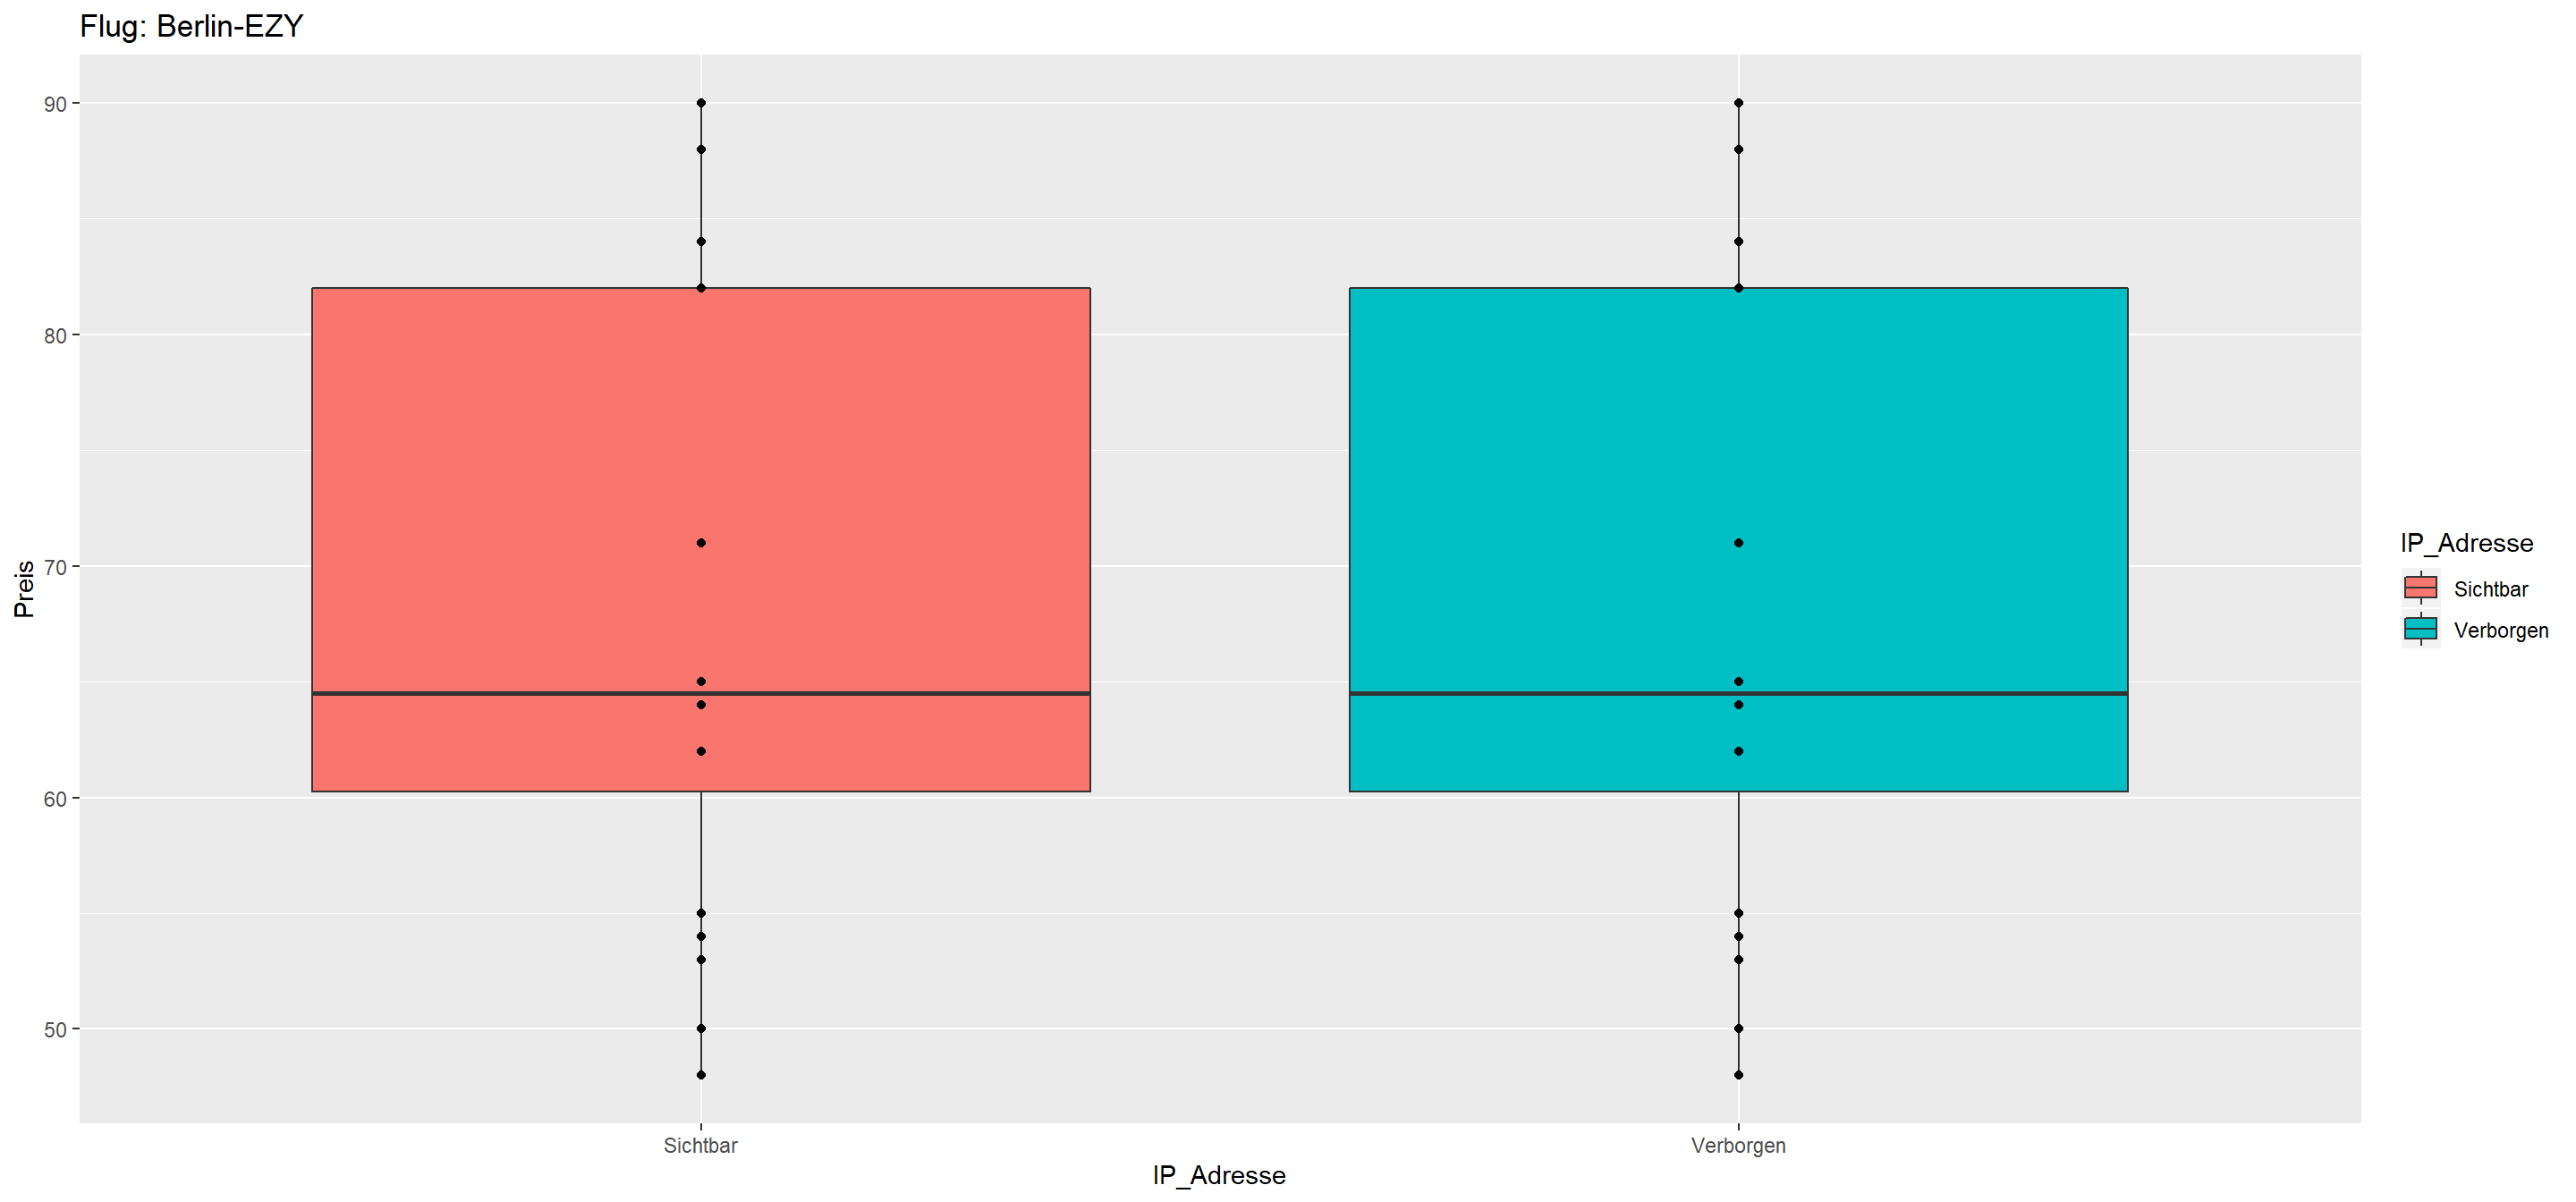 Flug: Berlin-EZY
90
80
70
60
50
Preis
Sichtbar
Verborgen
IP_Adresse
IP_Adresse
Sichtbar
Verborgen